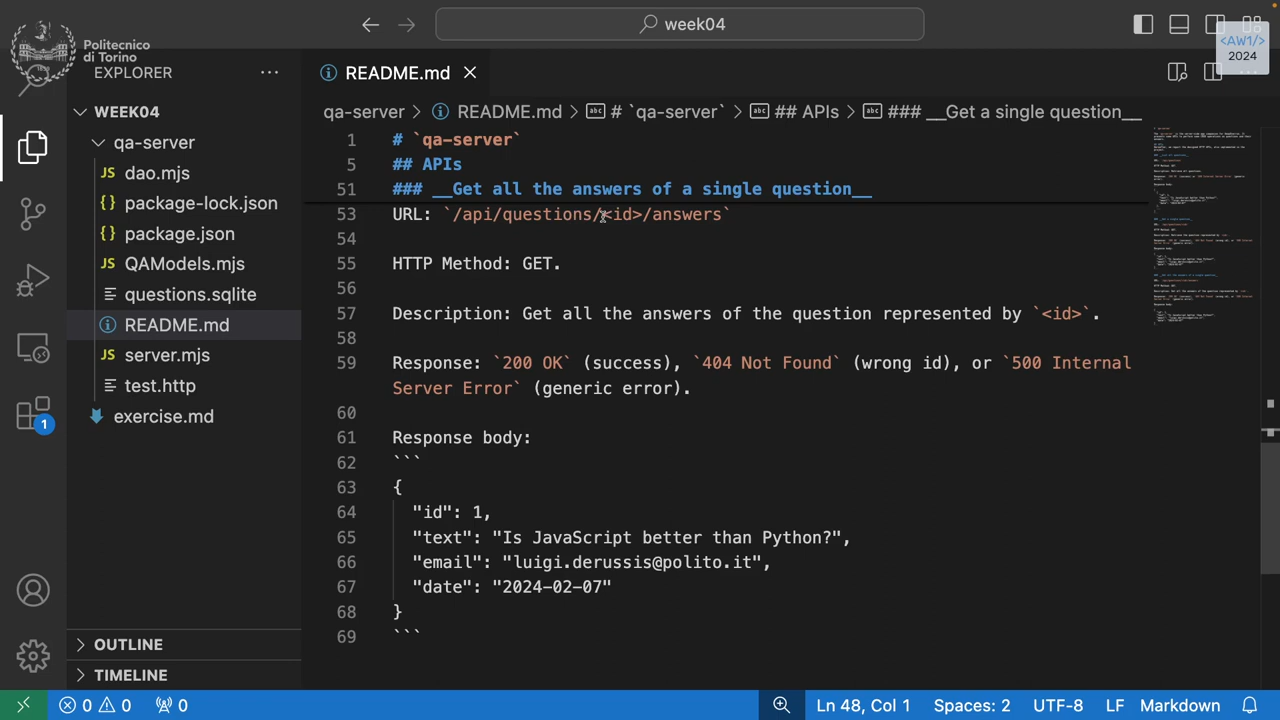 week04
Politecnico
di Torino
<AW1/>
2024
EXPLORER
README.md
WEEK04
qa-server
dao.mjs
package-lock.json
package.json
QAModels.mjs
questions.sqlite
README.md
server.mjs
test.http
exercise.md
OUTLINE
TIMELINE
qa-server > README.md > # `qa-server` > ## APIs > ### __Get a single question__
1 # `qa-server`
5 ## APIs
51 ### __Get all the answers of a single question__
53 URL: `/api/questions/<id>/answers`
54
55 HTTP Method: GET.
56
57 Description: Get all the answers of the question represented by `<id>`.
58
59 Response: `200 OK` (success), `404 Not Found` (wrong id), or `500 Internal
Server Error` (generic error).
60
61 Response body:
62 ```
63 {
64 "id": 1,
65 "text": "Is JavaScript better than Python?",
66 "email": "luigi.derussis@polito.it",
67 "date": "2024-02-07"
68 }
69 ```
1
0 0 0 Ln 48, Col 1 Spaces: 2 UTF-8 LF Markdown